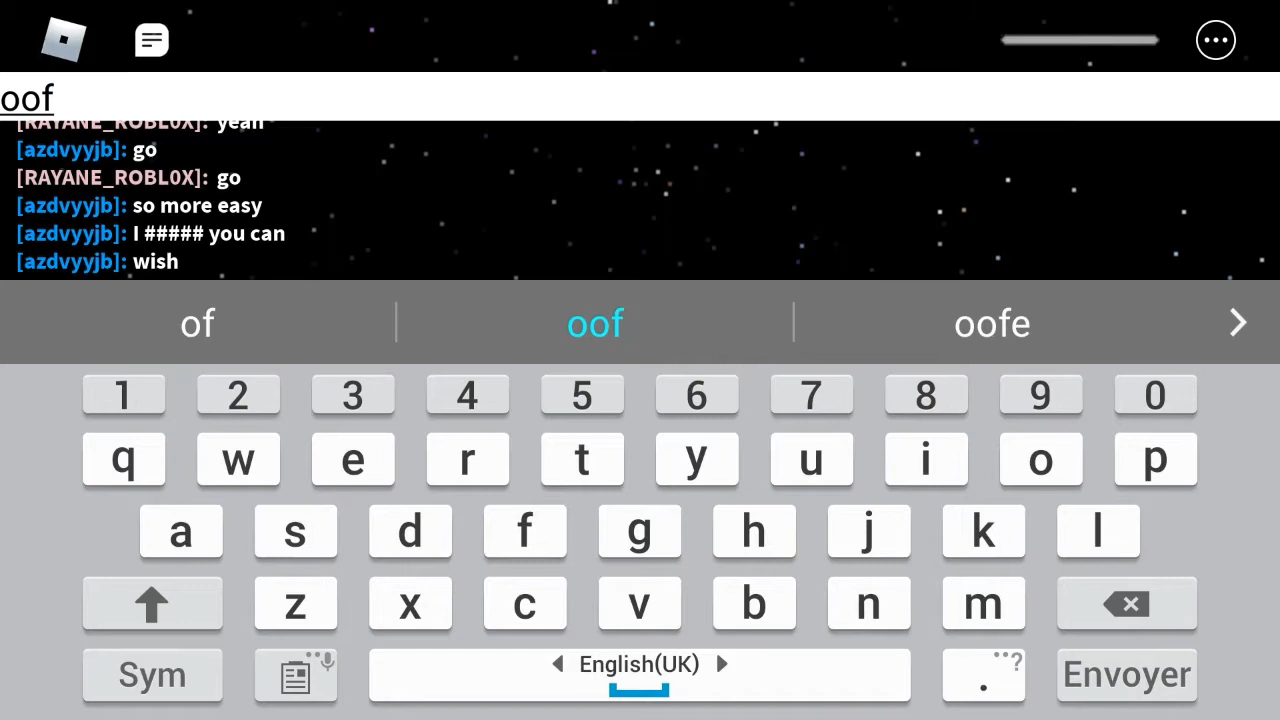 oof
[RAYANE_ROBL0X]: yeah
[azdvyyjb]: go
[RAYANE_ROBL0X]: go
[azdvyyjb]: so more easy
[azdvyyjb]: I ##### you can
[azdvyyjb]: wish
of oof oofe
1 2 3 4 5 6 7 8 9 0
q w e r t y u i o p
a s d f g h j k l
z x c v b n m
Sym English(UK) . ? Envoyer